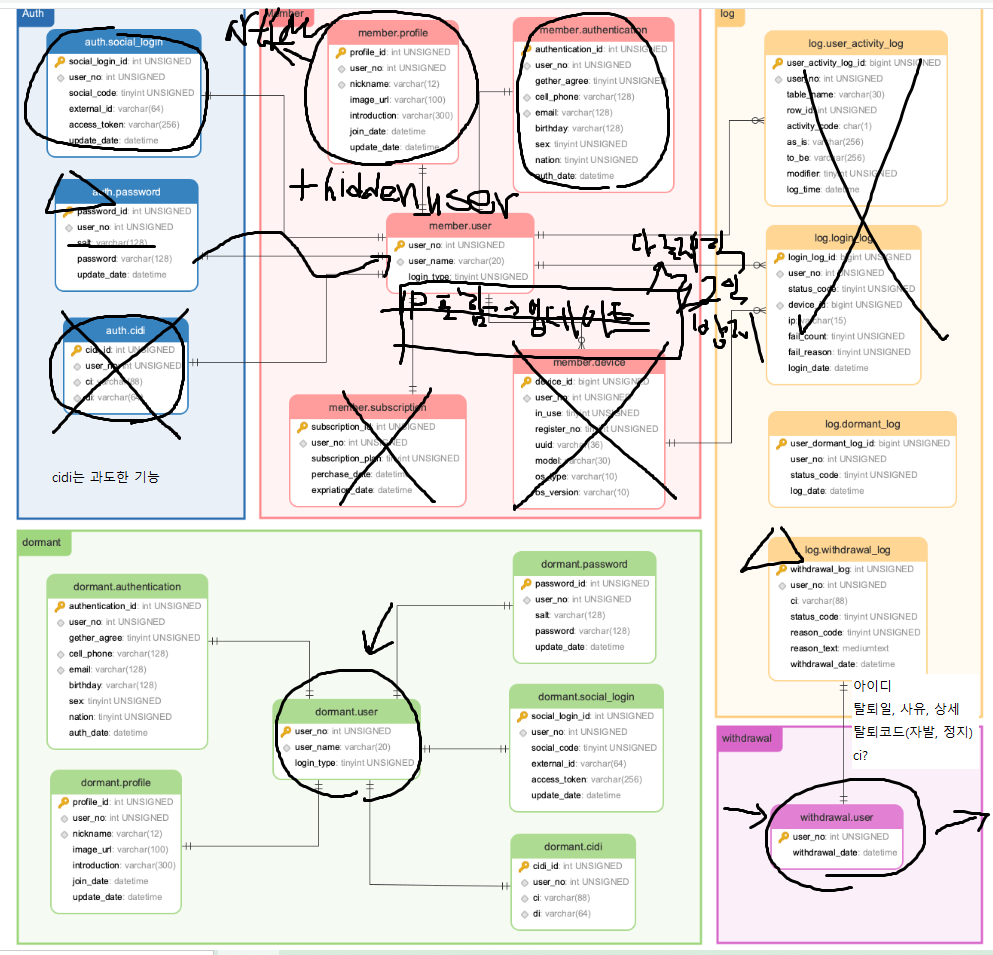 Auth
auth.social_login
social_login_id: int UNSIGNED
user_no: int UNSIGNED
social_code: tinyint UNSIGNED
external_id: varchar(64)
access_token: varchar(256)
update_date: datetime
auth.password
password_id: int UNSIGNED
user_no: int UNSIGNED
salt: varchar(128)
password: varchar(128)
update_date: datetime
auth.cidi
cidi_id: int UNSIGNED
user_no: int UNSIGNED
ci: varchar(88)
di: varchar(64)
cidi는 과도한 기능
Member
member.profile
profile_id: int UNSIGNED
user_no: int UNSIGNED
nickname: varchar(12)
image_url: varchar(100)
introduction: varchar(300)
join_date: datetime
update_date: datetime
member.authentication
authentication_id: int UNSIGNED
user_no: int UNSIGNED
gether_agree: tinyint UNSIGNED
cell_phone: varchar(128)
email: varchar(128)
birthday: varchar(128)
sex: tinyint UNSIGNED
nation: tinyint UNSIGNED
auth_date: datetime
+hidden user
member.user
user_no: int UNSIGNED
user_name: varchar(20)
login_type: tinyint UNSIGNED
member.subscription
subscription_id: int UNSIGNED
user_no: int UNSIGNED
subscription_plan: tinyint UNSIGNED
perchase_date: datetime
expriation_date: datetime
member.device
device_id: bigint UNSIGNED
user_no: int UNSIGNED
in_use: tinyint UNSIGNED
register_no: tinyint UNSIGNED
uuid: varchar(36)
model: varchar(30)
os_type: varchar(10)
os_version: varchar(10)
log
log.user_activity_log
user_activity_log_id: bigint UNSIGNED
user_no: int UNSIGNED
table_name: varchar(30)
row_id: int UNSIGNED
activity_code: char(1)
as_is: varchar(256)
to_be: varchar(256)
modifier: tinyint UNSIGNED
log_time: datetime
log.login_log
login_log_id: bigint UNSIGNED
user_no: int UNSIGNED
status_code: tinyint UNSIGNED
device_id: bigint UNSIGNED
ip: varchar(15)
fail_count: tinyint UNSIGNED
fail_reason: tinyint UNSIGNED
login_date: datetime
log.dormant_log
user_dormant_log_id: bigint UNSIGNED
user_no: int UNSIGNED
status_code: tinyint UNSIGNED
log_date: datetime
log.withdrawal_log
withdrawal_log: int UNSIGNED
user_no: int UNSIGNED
ci: varchar(88)
status_code: tinyint UNSIGNED
reason_code: tinyint UNSIGNED
reason_text: mediumtext
withdrawal_date: datetime
아이디
탈퇴일, 사유, 상세
탈퇴코드(자발, 정지)
ci?
dormant
dormant.authentication
authentication_id: int UNSIGNED
user_no: int UNSIGNED
gether_agree: tinyint UNSIGNED
cell_phone: varchar(128)
email: varchar(128)
birthday: varchar(128)
sex: tinyint UNSIGNED
nation: tinyint UNSIGNED
auth_date: datetime
dormant.profile
profile_id: int UNSIGNED
user_no: int UNSIGNED
nickname: varchar(12)
image_url: varchar(100)
introduction: varchar(300)
join_date: datetime
update_date: datetime
dormant.user
user_no: int UNSIGNED
user_name: varchar(20)
login_type: tinyint UNSIGNED
dormant.password
password_id: int UNSIGNED
user_no: int UNSIGNED
salt: varchar(128)
password: varchar(128)
update_date: datetime
dormant.social_login
social_login_id: int UNSIGNED
user_no: int UNSIGNED
social_code: tinyint UNSIGNED
external_id: varchar(64)
access_token: varchar(256)
update_date: datetime
dormant.cidi
cidi_id: int UNSIGNED
user_no: int UNSIGNED
ci: varchar(88)
di: varchar(64)
withdrawal
withdrawal.user
user_no: int UNSIGNED
withdrawal_date: datetime